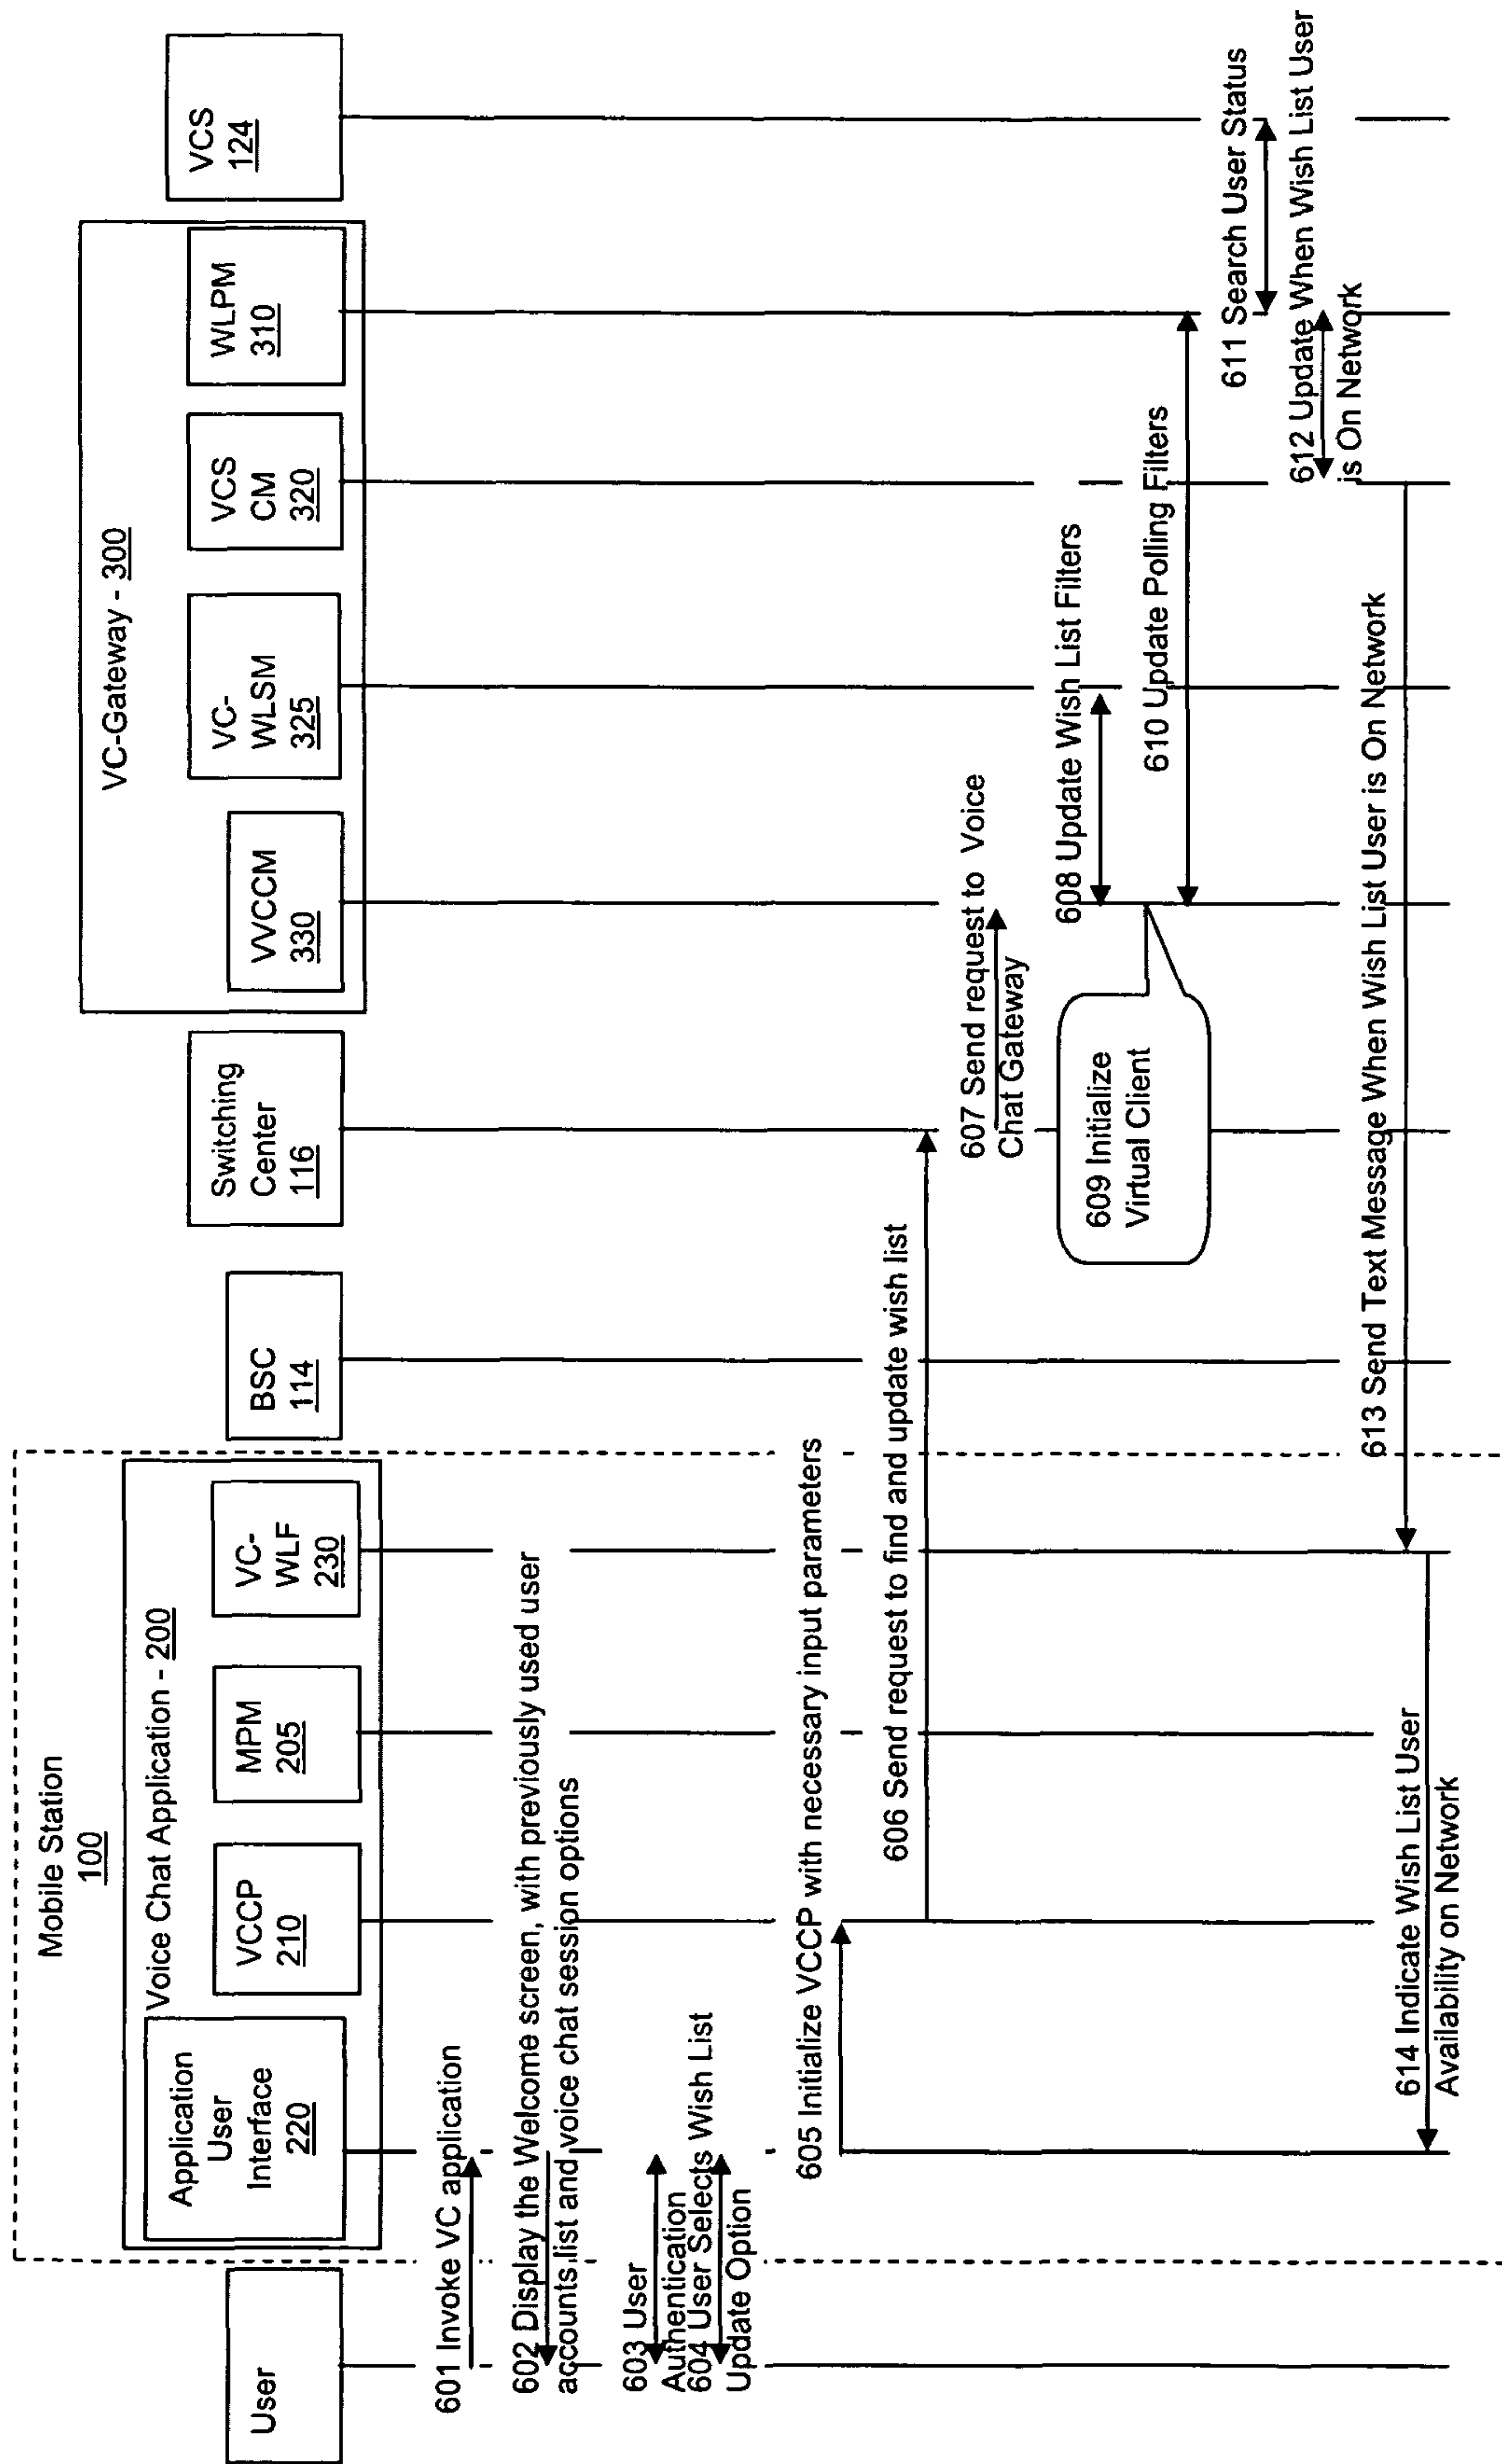 Mobile Station
100
Voice Chat Application - 200
VC-Gateway - 300
User
Application
User
Interface
220
VCCP
210
MPM
205
VC-
WLF
230
BSC
114
Switching
Center
116
VVCCM
330
VC-
WLSM
325
VCS
CM
320
WLPM
310
VCS
124
601 Invoke VC application
602 Display the Welcome screen, with previously used user
accounts list and voice chat session options
603 User
Authentication
604 User Selects Wish List
Update Option
605 Initialize VCCP with necessary input parameters
606 Send request to find and update wish list
607 Send request to Voice
Chat Gateway
608 Update Wish List Filters
609 Initialize
Virtual Client
610 Update Polling Filters
611 Search User Status
612 Update When Wish List User
is On Network
613 Send Text Message When Wish List User is On Network
614 Indicate Wish List User
Availability on Network